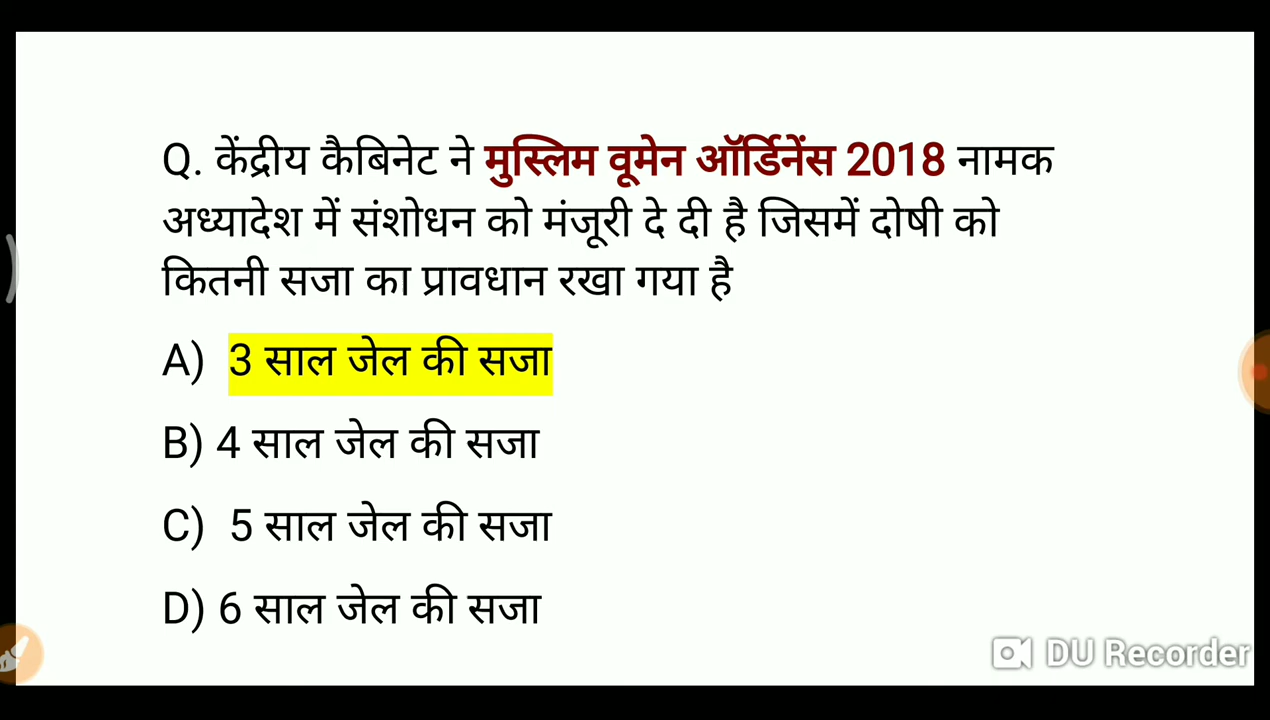 Q. केंद्रीय कैबिनेट ने मुस्लिम वूमेन ऑर्डिनेंस 2018 नामक
अध्यादेश में संशोधन को मंजूरी दे दी है जिसमें दोषी को
कितनी सजा का प्रावधान रखा गया है
A) 3 साल जेल की सजा
B) 4 साल जेल की सजा
C) 5 साल जेल की सजा
D) 6 साल जेल की सजा
DU Recorder